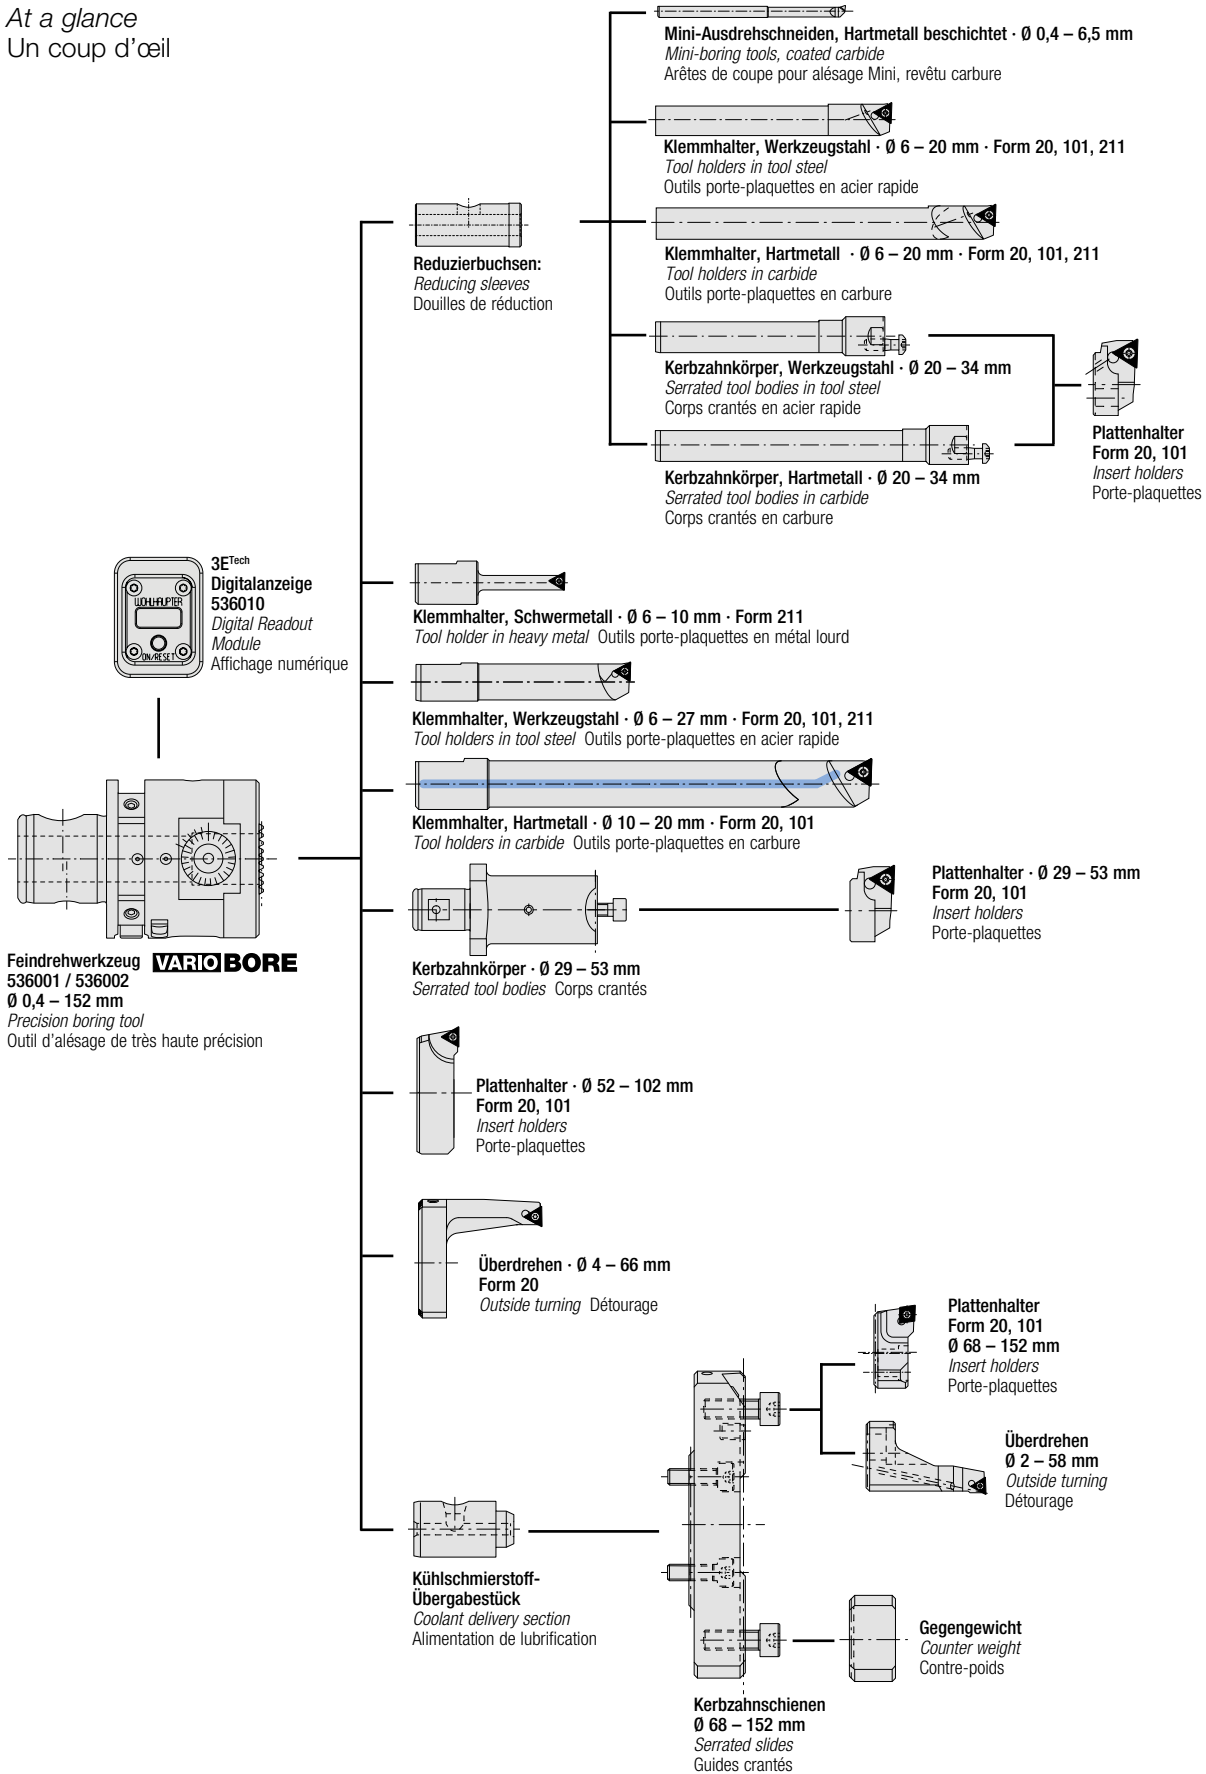 At a glance
Un coup d'œil
Mini-Ausdrehschneiden, Hartmetall beschichtet · Ø 0,4 – 6,5 mm
Mini-boring tools, coated carbide
Arêtes de coupe pour alésage Mini, revêtu carbure
Klemmhalter, Werkzeugstahl · Ø 6 – 20 mm · Form 20, 101, 211
Tool holders in tool steel
Outils porte-plaquettes en acier rapide
Klemmhalter, Hartmetall · Ø 6 – 20 mm · Form 20, 101, 211
Tool holders in carbide
Outils porte-plaquettes en carbure
Reduzierbuchsen:
Reducing sleeves
Douilles de réduction
Kerbzahnkörper, Werkzeugstahl · Ø 20 – 34 mm
Serrated tool bodies in tool steel
Corps crantés en acier rapide
Kerbzahnkörper, Hartmetall · Ø 20 – 34 mm
Serrated tool bodies in carbide
Corps crantés en carbure
Plattenhalter
Form 20, 101
Insert holders
Porte-plaquettes
WOHLHAUPTER
ON/RESET
3E Tech
Digitalanzeige
536010
Digital Readout
Module
Affichage numérique
Klemmhalter, Schwermetall · Ø 6 – 10 mm · Form 211
Tool holder in heavy metal Outils porte-plaquettes en métal lourd
Klemmhalter, Werkzeugstahl · Ø 6 – 27 mm · Form 20, 101, 211
Tool holders in tool steel Outils porte-plaquettes en acier rapide
Klemmhalter, Hartmetall · Ø 10 – 20 mm · Form 20, 101
Tool holders in carbide Outils porte-plaquettes en carbure
Plattenhalter · Ø 29 – 53 mm
Form 20, 101
Insert holders
Porte-plaquettes
Kerbzahnkörper · Ø 29 – 53 mm
Serrated tool bodies Corps crantés
Feindrehwerkzeug VARIO BORE
536001 / 536002
Ø 0,4 – 152 mm
Precision boring tool
Outil d'alésage de très haute précision
Plattenhalter · Ø 52 – 102 mm
Form 20, 101
Insert holders
Porte-plaquettes
Überdrehen · Ø 4 – 66 mm
Form 20
Outside turning Détourage
Plattenhalter
Form 20, 101
Ø 68 – 152 mm
Insert holders
Porte-plaquettes
Überdrehen
Ø 2 – 58 mm
Outside turning
Détourage
Kühlschmierstoff-
Übergabestück
Coolant delivery section
Alimentation de lubrification
Gegengewicht
Counter weight
Contre-poids
Kerbzahnschienen
Ø 68 – 152 mm
Serrated slides
Guides crantés